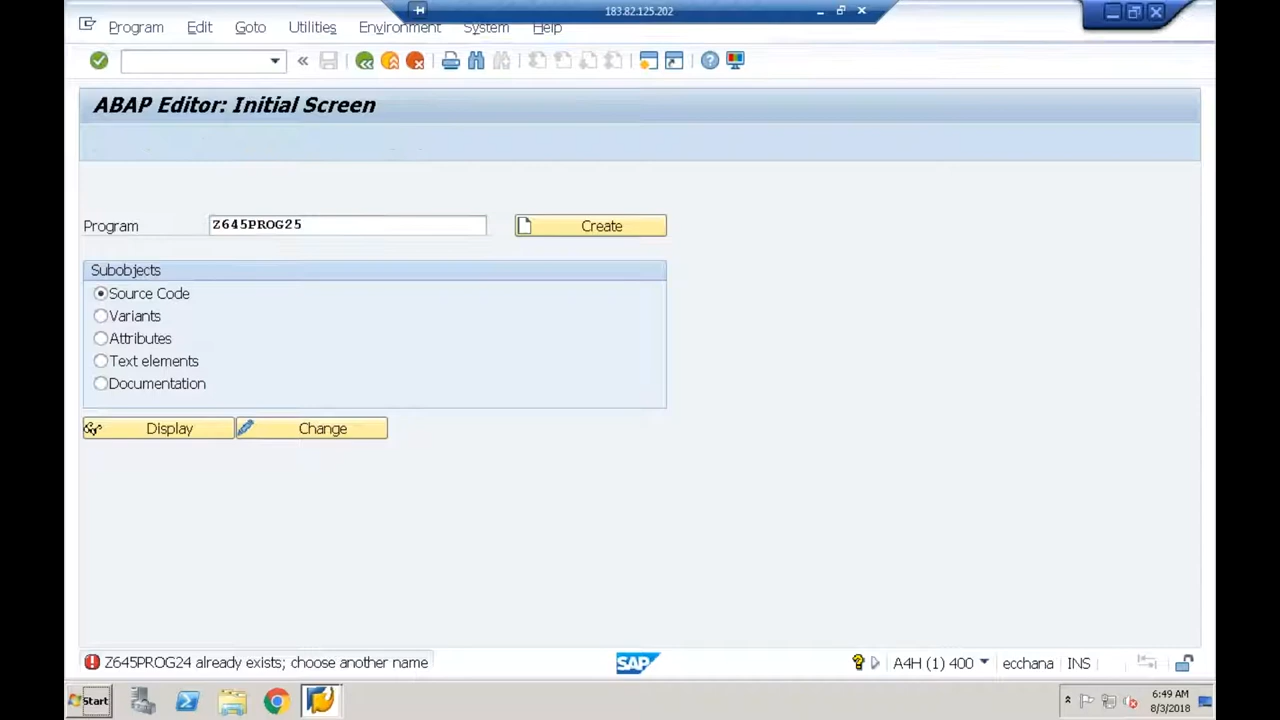 183.82.125.202
Program Edit Goto Utilities Environment System Help
ABAP Editor: Initial Screen
Program Z645PROG25 Create
Subobjects
Source Code
Variants
Attributes
Text elements
Documentation
Display Change
Z645PROG24 already exists; choose another name SAP A4H (1) 400 ecchana INS
Start 6:49 AM
8/3/2018